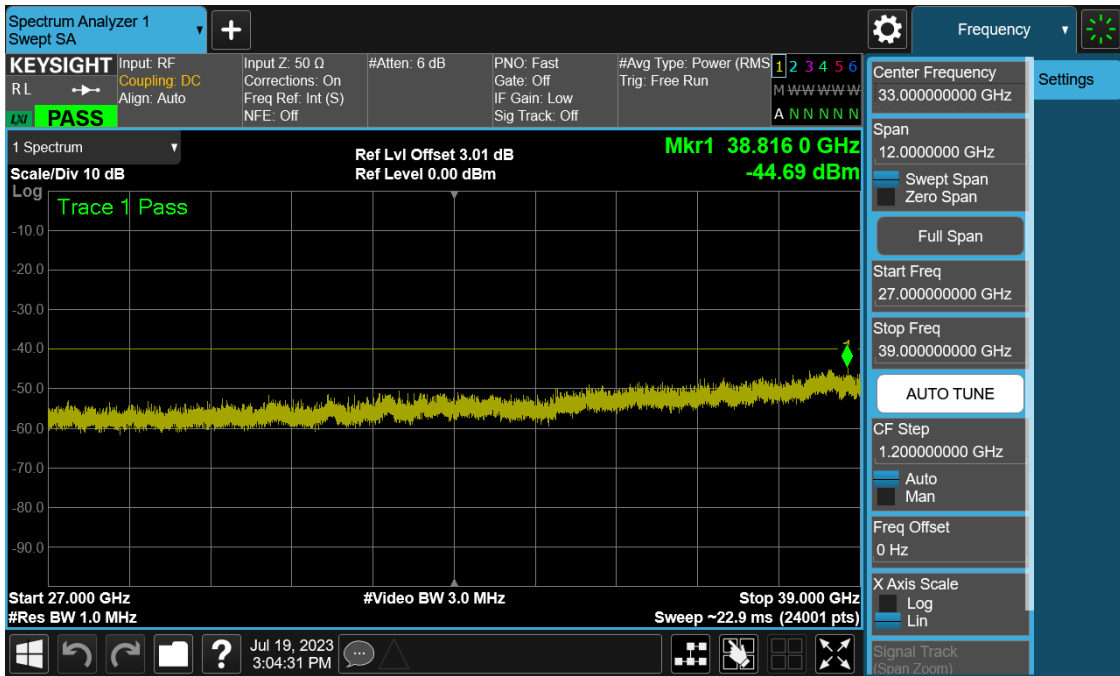 Spectrum Analyzer 1
Swept SA
+
Frequency
KEYSIGHT
RL
LXI PASS
Input: RF
Coupling: DC
Align: Auto
Input Z: 50 Ω
Corrections: On
Freq Ref: Int (S)
NFE: Off
#Atten: 6 dB
PNO: Fast
Gate: Off
IF Gain: Low
Sig Track: Off
#Avg Type: Power (RMS
Trig: Free Run
1 2 3 4 5 6
M W W W W W
A N N N N N
1 Spectrum
Scale/Div 10 dB
Ref Lvl Offset 3.01 dB
Ref Level 0.00 dBm
Mkr1 38.816 0 GHz
-44.69 dBm
Log
Trace 1 Pass
-10.0
-20.0
-30.0
-40.0
-50.0
-60.0
-70.0
-80.0
-90.0
1
Start 27.000 GHz
#Res BW 1.0 MHz
#Video BW 3.0 MHz
Stop 39.000 GHz
Sweep ~22.9 ms (24001 pts)
Center Frequency
33.000000000 GHz
Settings
Span
12.0000000 GHz
Swept Span
Zero Span
Full Span
Start Freq
27.000000000 GHz
Stop Freq
39.000000000 GHz
AUTO TUNE
CF Step
1.200000000 GHz
Auto
Man
Freq Offset
0 Hz
X Axis Scale
Log
Lin
Signal Track
(Span Zoom)
?
Jul 19, 2023
3:04:31 PM